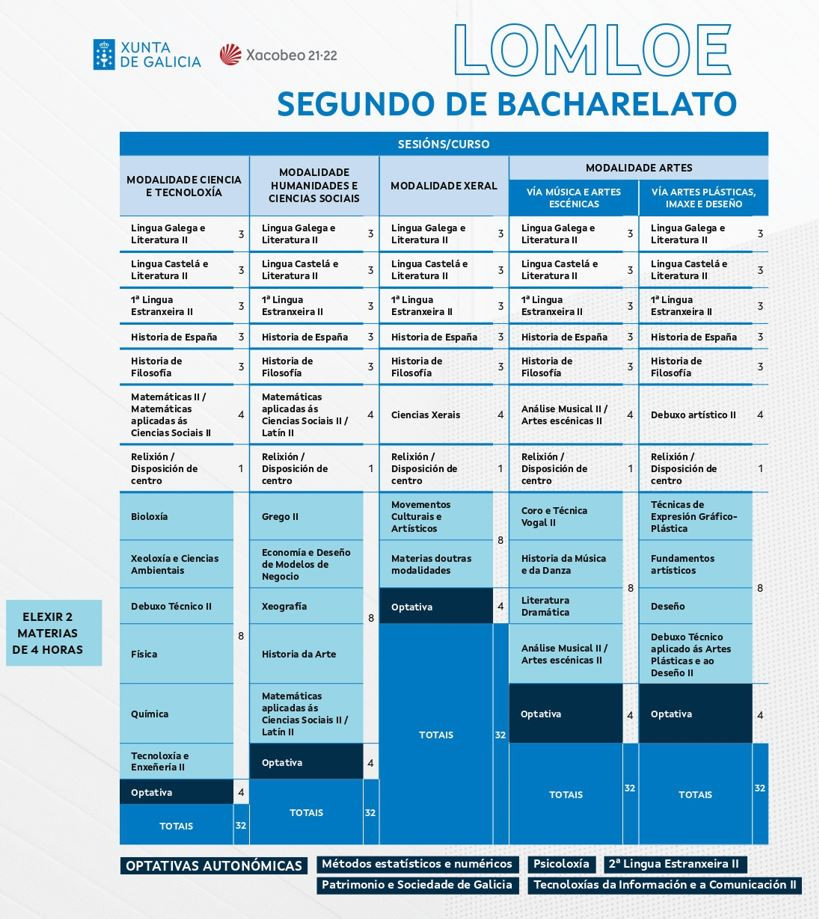 XUNTA
DE GALICIA
Xacobeo 21·22
LOMLOE
SEGUNDO DE BACHARELATO
SESIÓNS/CURSO
MODALIDADE CIENCIA
E TECNOLOXÍA
MODALIDADE
HUMANIDADES E
CIENCIAS SOCIAIS
MODALIDADE XERAL
MODALIDADE ARTES
VÍA MÚSICA E ARTES
ESCÉNICAS
VÍA ARTES PLÁSTICAS,
IMAXE E DESEÑO
Lingua Galega e
Literatura II
3
Lingua Galega e
Literatura II
3
Lingua Galega e
Literatura II
3
Lingua Galega e
Literatura II
3
Lingua Galega e
Literatura II
3
Lingua Castelá e
Literatura II
3
Lingua Castelá e
Literatura II
3
Lingua Castelá e
Literatura II
3
Lingua Castelá e
Literatura II
3
Lingua Castelá e
Literatura II
3
1ª Lingua
Estranxeira II
3
1ª Lingua
Estranxeira II
3
1ª Lingua
Estranxeira II
3
1ª Lingua
Estranxeira II
3
1ª Lingua
Estranxeira II
3
Historia de España
3
Historia de España
3
Historia de España
3
Historia de España
3
Historia de España
3
Historia de
Filosofía
3
Historia de
Filosofía
3
Historia de
Filosofía
3
Historia de
Filosofía
3
Historia de
Filosofía
3
Matemáticas II /
Matemáticas
aplicadas ás
Ciencias Sociais II
4
Matemáticas
aplicadas ás
Ciencias Sociais II /
Latín II
4
Ciencias Xerais
4
Análise Musical II /
Artes escénicas II
4
Debuxo artístico II
4
Relixión /
Disposición de
centro
1
Relixión /
Disposición de
centro
1
Relixión /
Disposición de
centro
1
Relixión /
Disposición de
centro
1
Relixión /
Disposición de
centro
1
ELEXIR 2
MATERIAS
DE 4 HORAS
Bioloxía
Xeoloxía e Ciencias
Ambientais
Debuxo Técnico II
Física
Química
Tecnoloxía e
Enxeñería II
8
Optativa
4
TOTAIS
32
Grego II
Economía e Deseño
de Modelos de
Negocio
Xeografía
Historia da Arte
Matemáticas
aplicadas ás
Ciencias Sociais II /
Latín II
8
Optativa
4
TOTAIS
32
Movementos
Culturais e
Artísticos
Materias doutras
modalidades
8
Optativa
4
TOTAIS
32
Coro e Técnica
Vogal II
Historia da Música
e da Danza
Literatura
Dramática
Análise Musical II /
Artes escénicas II
8
Optativa
4
TOTAIS
32
Técnicas de
Expresión Gráfico-
Plástica
Fundamentos
artísticos
Deseño
Debuxo Técnico
aplicado ás Artes
Plásticas e ao
Deseño II
8
Optativa
4
TOTAIS
32
OPTATIVAS AUTONÓMICAS
Métodos estatísticos e numéricos
Psicoloxía
2ª Lingua Estranxeira II
Patrimonio e Sociedade de Galicia
Tecnoloxías da Información e a Comunicación II